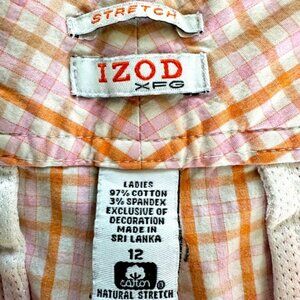 STRETCH
IZOD
XFG
LADIES
97% COTTON
3% SPANDEX
EXCLUSIVE OF
DECORATION
MADE IN
SRI LANKA
12
cotton
®
NATURAL STRETCH